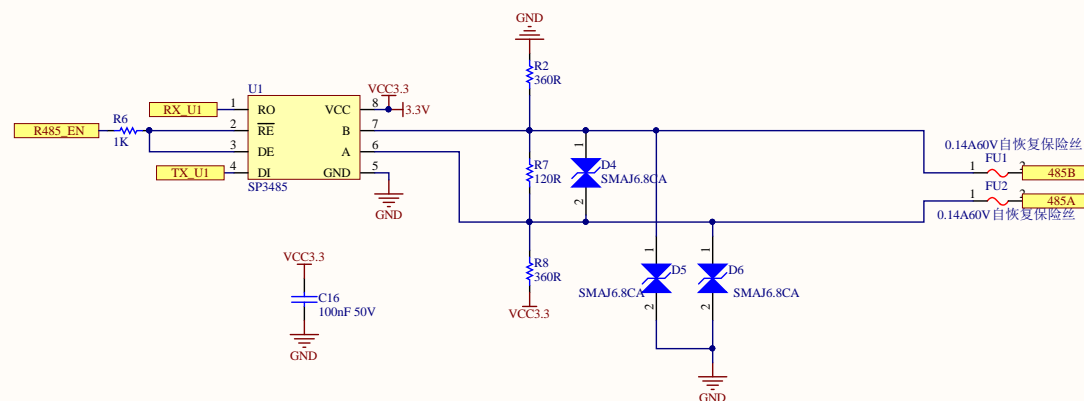 GND
R2
360R
U1
VCC3.3
RX_U1
1
RO
VCC
8
3.3V
R6
R485_EN
1K
2
RE
B
7
3
DE
A
6
TX_U1
4
DI
GND
5
SP3485
GND
R7
120R
1
D4
SMAJ6.8CA
2
0.14A60V自恢复保险丝
FU1
1
2
485B
FU2
1
2
485A
0.14A60V自恢复保险丝
R8
360R
VCC3.3
1
D5
SMAJ6.8CA
2
1
D6
SMAJ6.8CA
2
GND
VCC3.3
C16
100nF 50V
GND